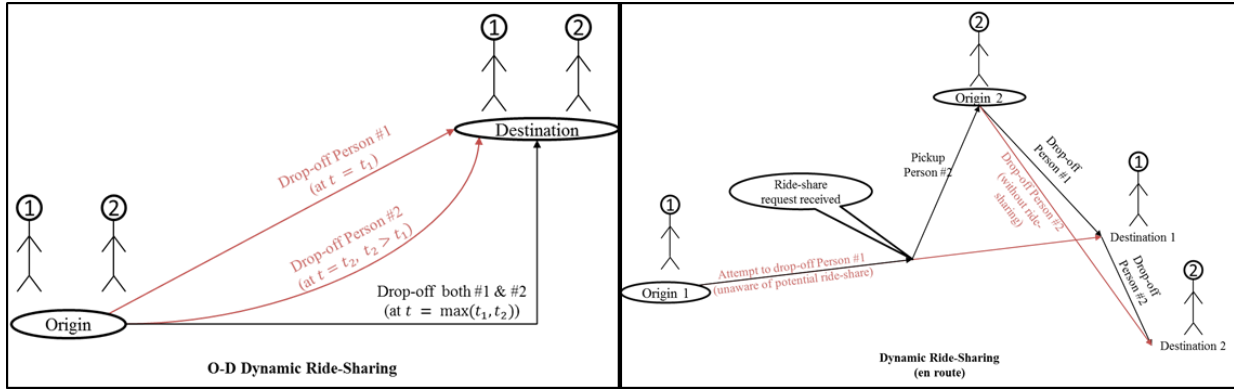 1
2
Destination
Drop-off Person #1
(at t = t₁)
1
2
Drop-off Person #2
(at t = t₂, t₂ > t₁)
Drop-off both #1 & #2
(at t = max(t₁, t₂))
Origin
O-D Dynamic Ride-Sharing
2
Origin 2
Pickup
Person #2
Drop-off
Person #1
Drop-off Person #2
(without ride-
sharing)
1
Destination 1
Ride-share
request received
1
Attempt to drop-off Person #1
(unaware of potential ride-share)
Origin 1
Drop-off
Person #2
2
Destination 2
Dynamic Ride-Sharing
(en route)